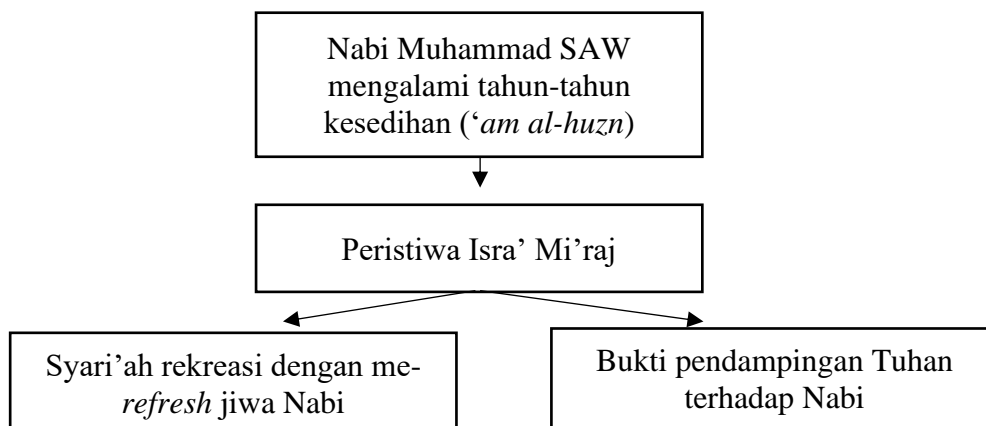 Nabi Muhammad SAW
mengalami tahun-tahun
kesedihan (‘am al-huzn)
Peristiwa Isra’ Mi’raj
Syari’ah rekreasi dengan me-
refresh jiwa Nabi
Bukti pendampingan Tuhan
terhadap Nabi